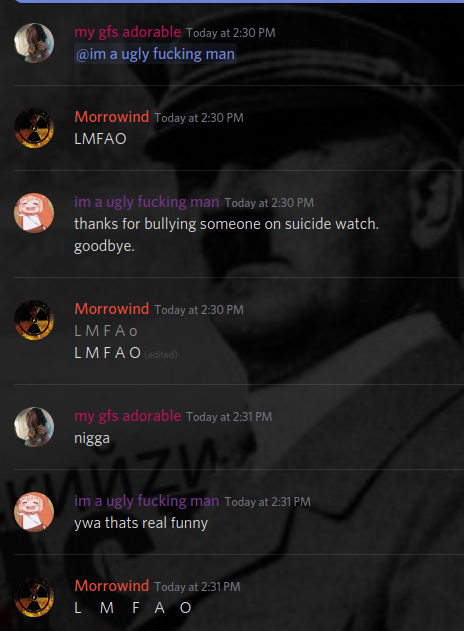 my gfs adorable Today at 2:30 PM
@im a ugly fucking man
Morrowind Today at 2:30 PM
LMFAO
im a ugly fucking man Today at 2:30 PM
thanks for bullying someone on suicide watch.
goodbye.
Morrowind Today at 2:30 PM
L M F A o
L M F A O (edited)
my gfs adorable Today at 2:31 PM
nigga
im a ugly fucking man Today at 2:31 PM
ywa thats real funny
Morrowind Today at 2:31 PM
L M F A O